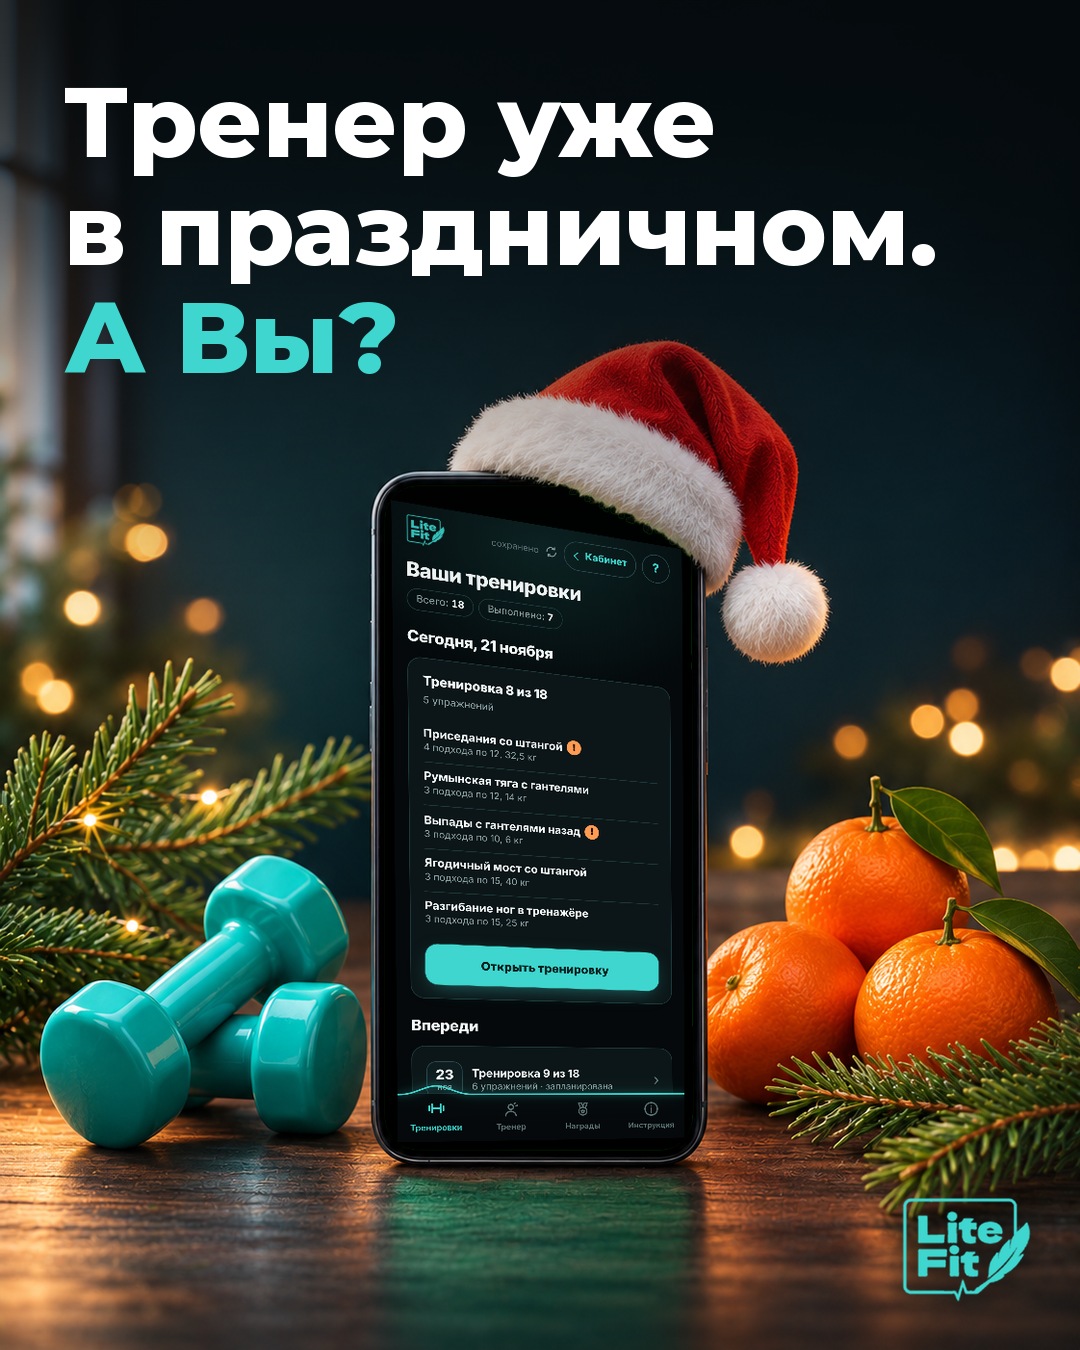 Тренер уже
в праздничном.
А Вы?
Lite
Fit
сохранено
Кабинет
?
Ваши тренировки
Всего: 18
Выполнено: 7
Сегодня, 21 ноября
Тренировка 8 из 18
5 упражнений
Приседания со штангой !
4 подхода по 12, 32,5 кг
Румынская тяга с гантелями
3 подхода по 12, 14 кг
Выпады с гантелями назад !
3 подхода по 10, 6 кг
Ягодичный мост со штангой
3 подхода по 15, 40 кг
Разгибание ног в тренажёре
3 подхода по 15, 25 кг
Открыть тренировку
Впереди
23
Тренировка 9 из 18
6 упражнений · запланирована
Тренировки
Тренер
Награды
Инструкция
Lite
Fit